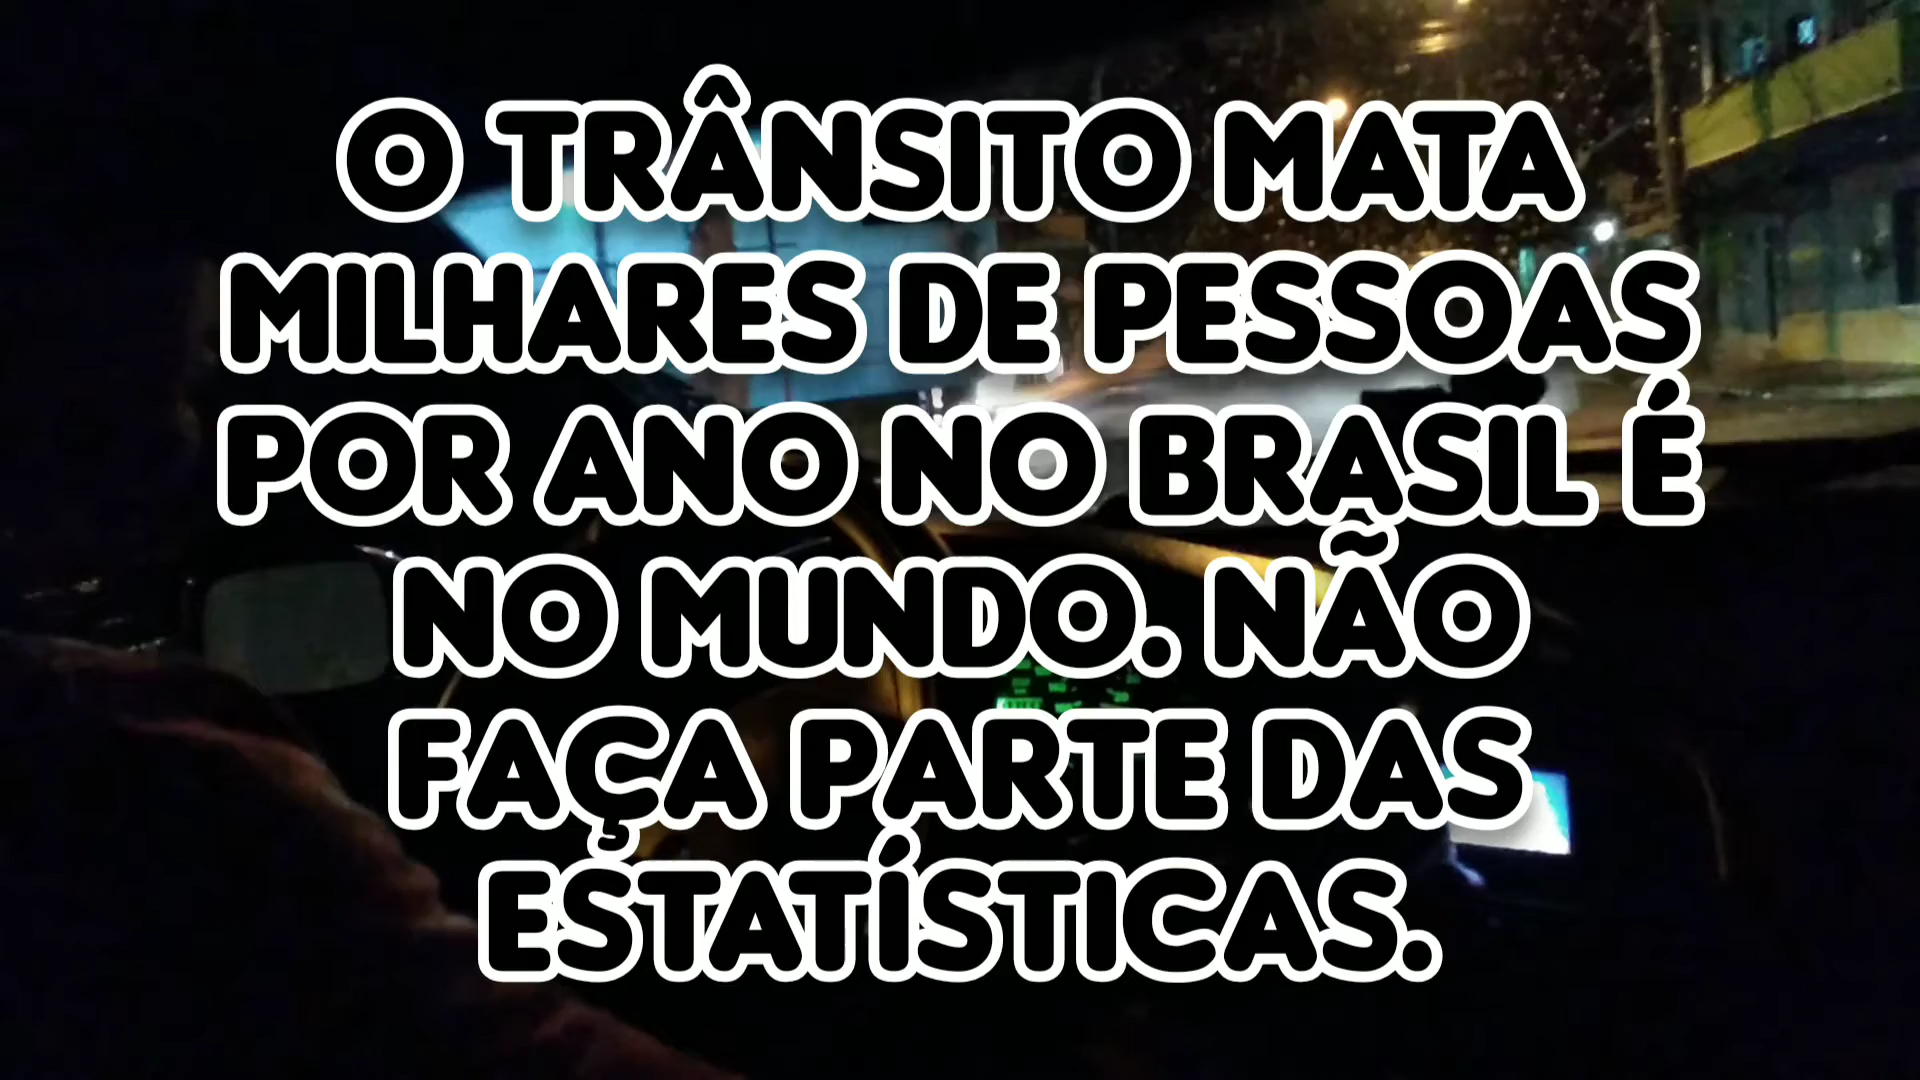 O TRÂNSITO MATA
MILHARES DE PESSOAS
POR ANO NO BRASIL É
NO MUNDO. NÃO
FAÇA PARTE DAS
ESTATÍSTICAS.